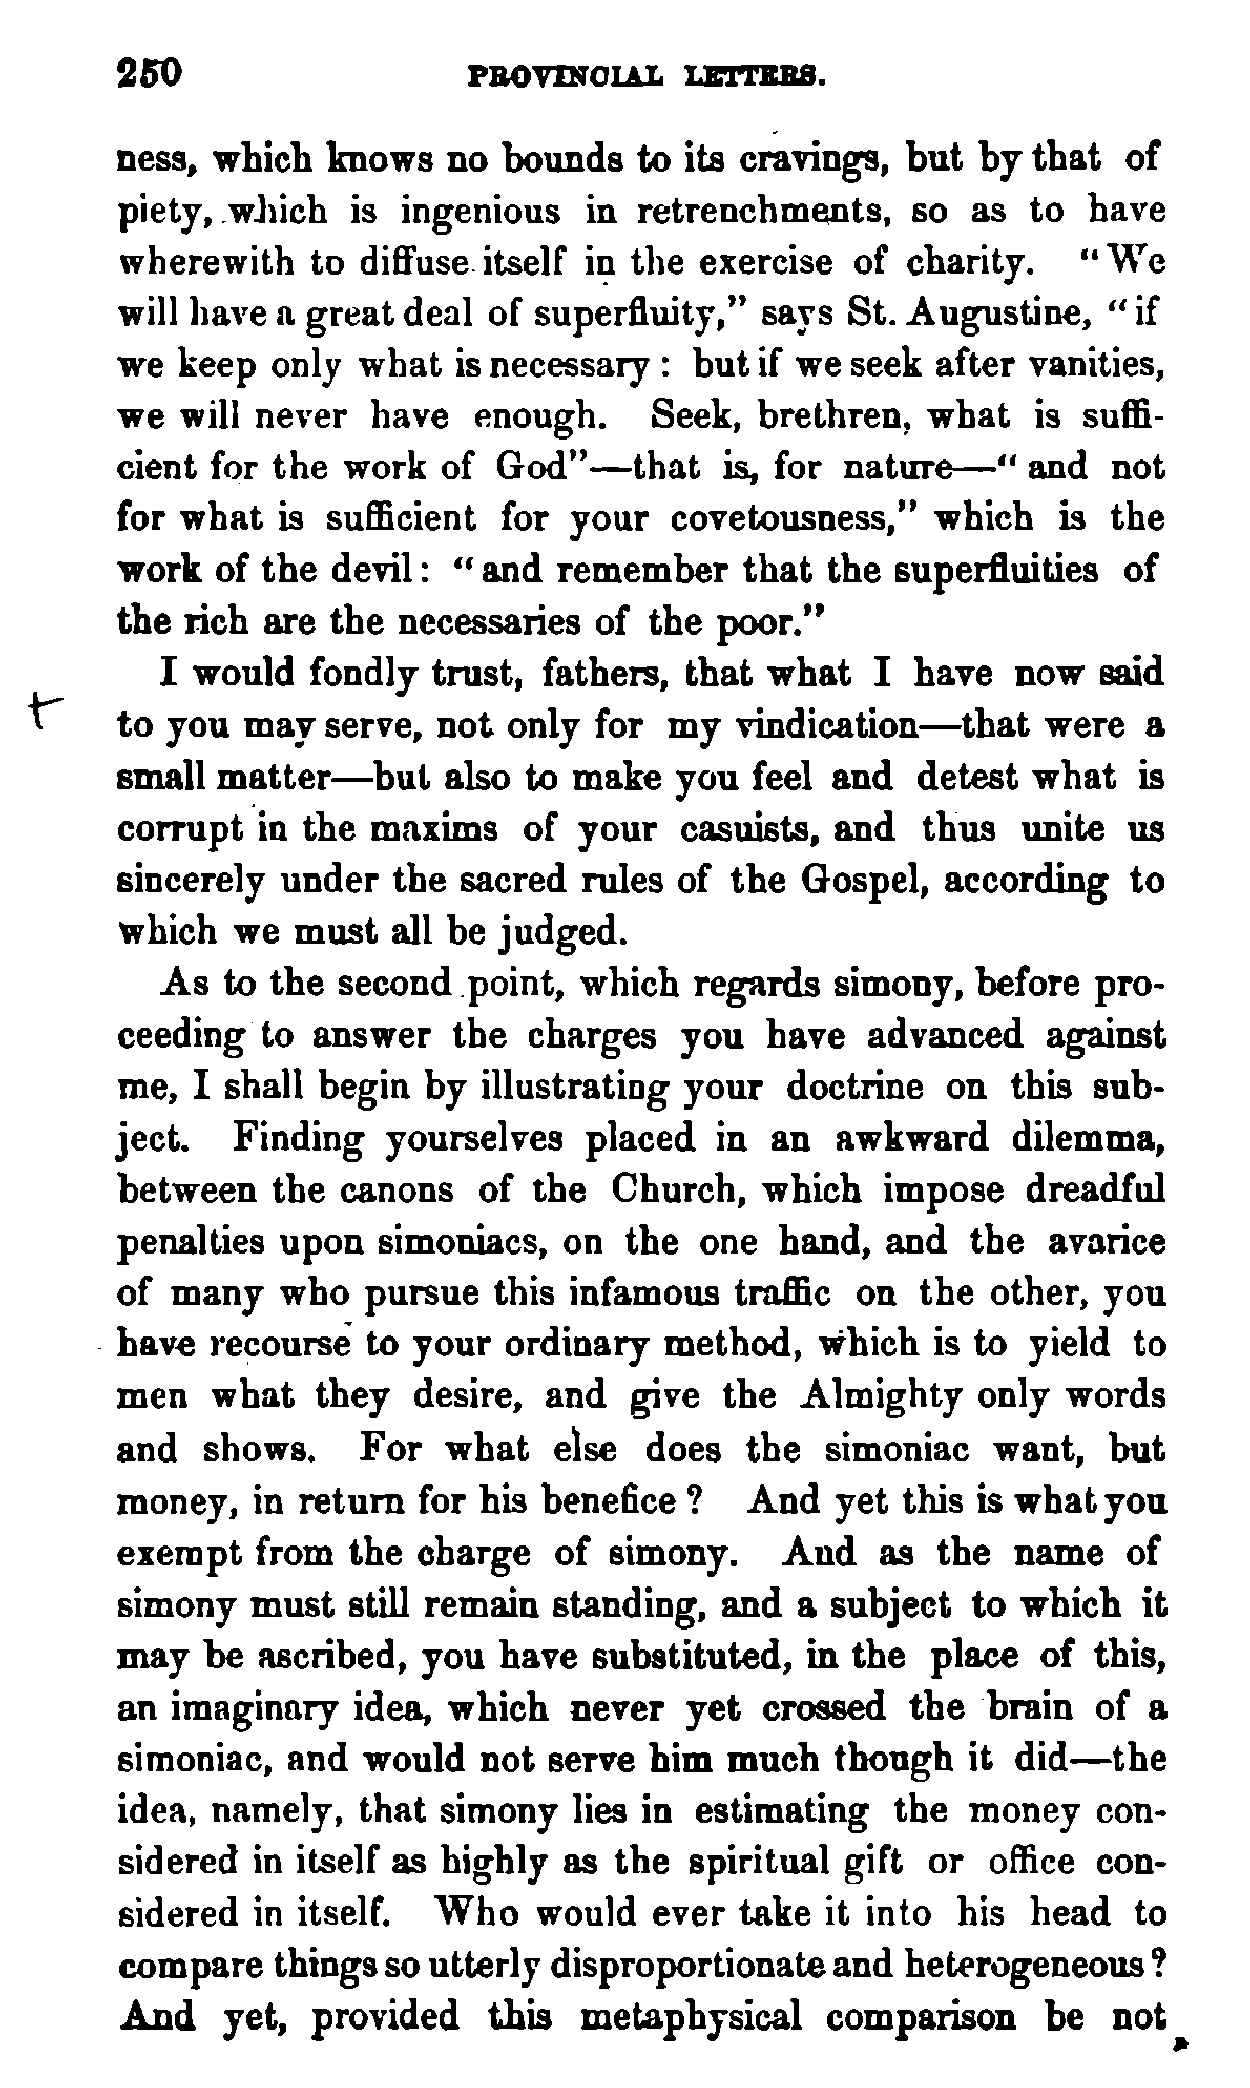 250 PROVINCIAL LETTERS.
ness, which knows no bounds to its cravings, but by that of
piety, which is ingenious in retrenchments, so as to have
wherewith to diffuse itself in the exercise of charity. "We
will have a great deal of superfluity," says St. Augustine, "if
we keep only what is necessary: but if we seek after vanities,
we will never have enough. Seek, brethren, what is suffi-
cient for the work of God"—that is, for nature—"and not
for what is sufficient for your covetousness," which is the
work of the devil: "and remember that the superfluities of
the rich are the necessaries of the poor."
I would fondly trust, fathers, that what I have now said
to you may serve, not only for my vindication—that were a
small matter—but also to make you feel and detest what is
corrupt in the maxims of your casuists, and thus unite us
sincerely under the sacred rules of the Gospel, according to
which we must all be judged.
As to the second point, which regards simony, before pro-
ceeding to answer the charges you have advanced against
me, I shall begin by illustrating your doctrine on this sub-
ject. Finding yourselves placed in an awkward dilemma,
between the canons of the Church, which impose dreadful
penalties upon simoniacs, on the one hand, and the avarice
of many who pursue this infamous traffic on the other, you
have recourse to your ordinary method, which is to yield to
men what they desire, and give the Almighty only words
and shows. For what else does the simoniac want, but
money, in return for his benefice? And yet this is what you
exempt from the charge of simony. And as the name of
simony must still remain standing, and a subject to which it
may be ascribed, you have substituted, in the place of this,
an imaginary idea, which never yet crossed the brain of a
simoniac, and would not serve him much though it did—the
idea, namely, that simony lies in estimating the money con-
sidered in itself as highly as the spiritual gift or office con-
sidered in itself. Who would ever take it into his head to
compare things so utterly disproportionate and heterogeneous?
And yet, provided this metaphysical comparison be not